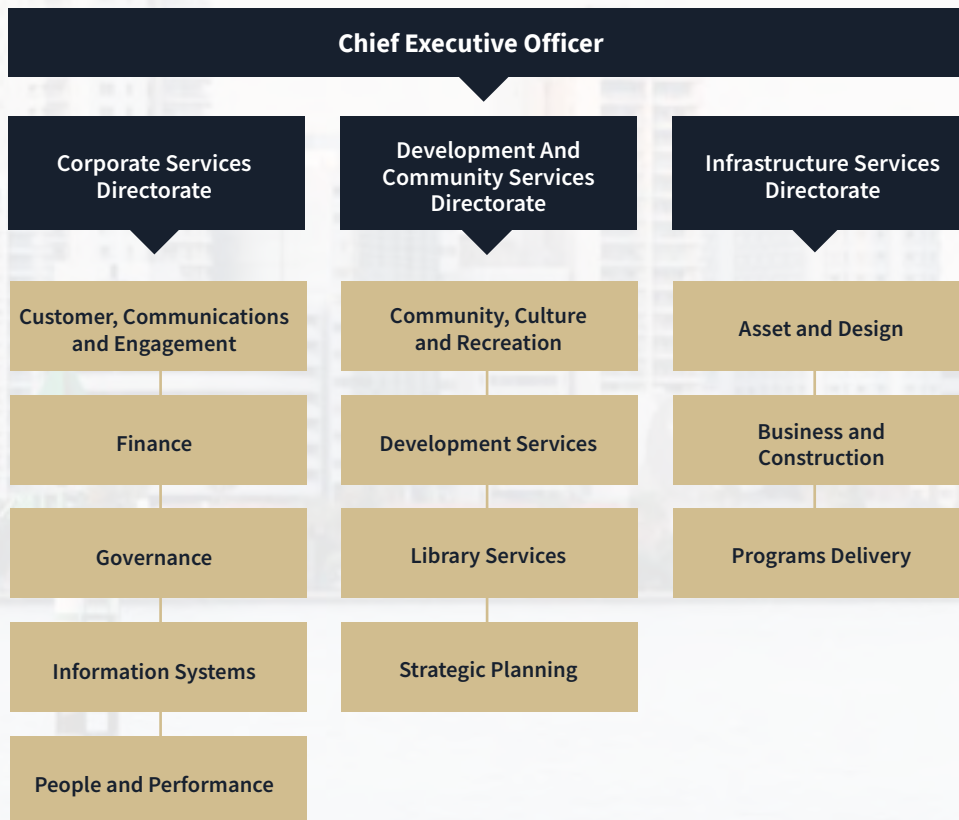 Chief Executive Officer
Corporate Services
Directorate
Development And
Community Services
Directorate
Infrastructure Services
Directorate
Customer, Communications
and Engagement
Finance
Governance
Information Systems
People and Performance
Community, Culture
and Recreation
Development Services
Library Services
Strategic Planning
Asset and Design
Business and
Construction
Programs Delivery